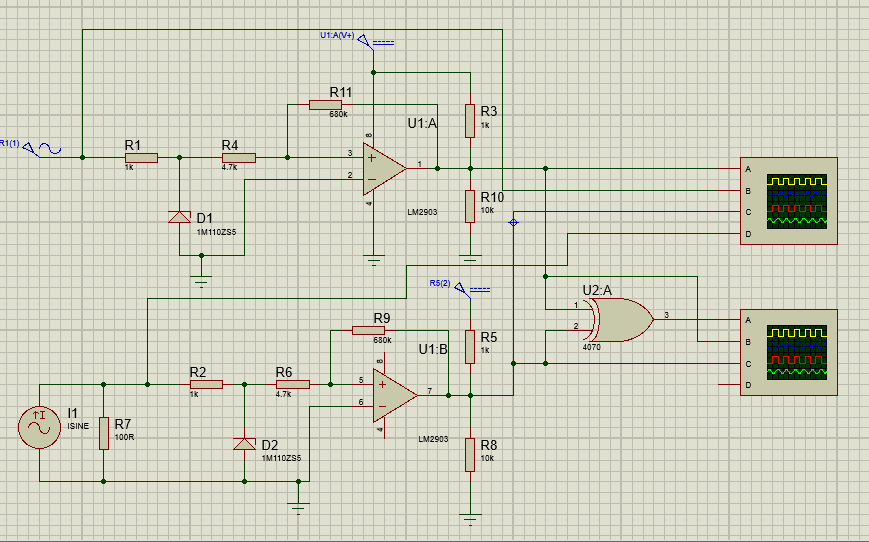 U1:A(V+)
R11
680k
U1:A
R3
1k
R1(1)
R1
1k
R4
4.7k
8
3
2
1
4
LM2903
R10
10k
D1
1M110ZS5
A
B
C
D
R5(2)
U2:A
1
2
3
4070
A
B
C
D
R9
680k
U1:B
R5
1k
R2
1k
R6
4.7k
8
5
6
7
4
LM2903
I1
ISINE
R7
100R
D2
1M110ZS5
R8
10k